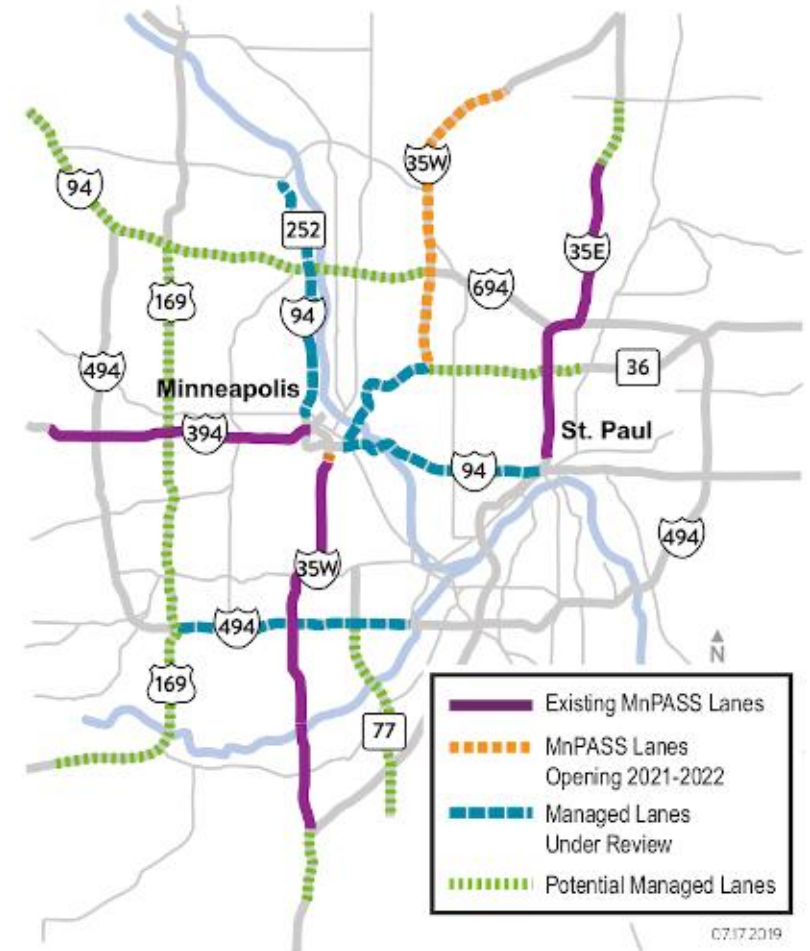 35W
94
252
35E
694
169
94
494
36
Minneapolis
394
St. Paul
94
494
35W
494
N
169
77
Existing MnPASS Lanes
MnPASS Lanes
Opening 2021-2022
Managed Lanes
Under Review
Potential Managed Lanes
07.17.2019